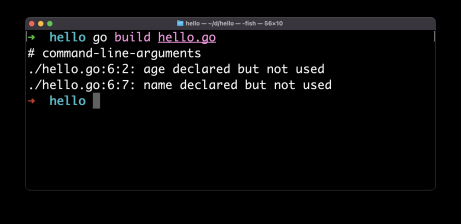 hello — ~/d/hello — -fish — 56×10
➜ hello go build hello.go
# command-line-arguments
./hello.go:6:2: age declared but not used
./hello.go:6:7: name declared but not used
➜ hello